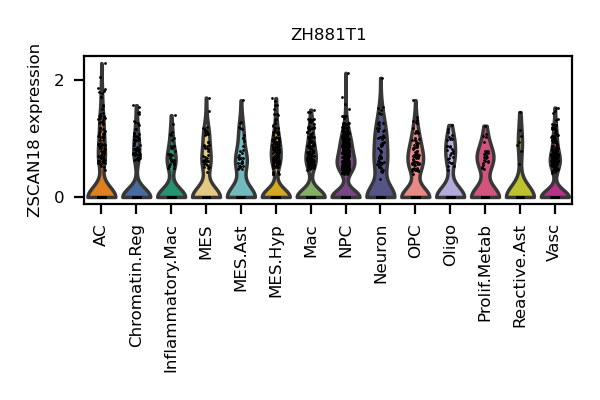 ZH881T1
ZSCAN18 expression
2
0
AC
Chromatin.Reg
Inflammatory.Mac
MES
MES.Ast
MES.Hyp
Mac
NPC
Neuron
OPC
Oligo
Prolif.Metab
Reactive.Ast
Vasc